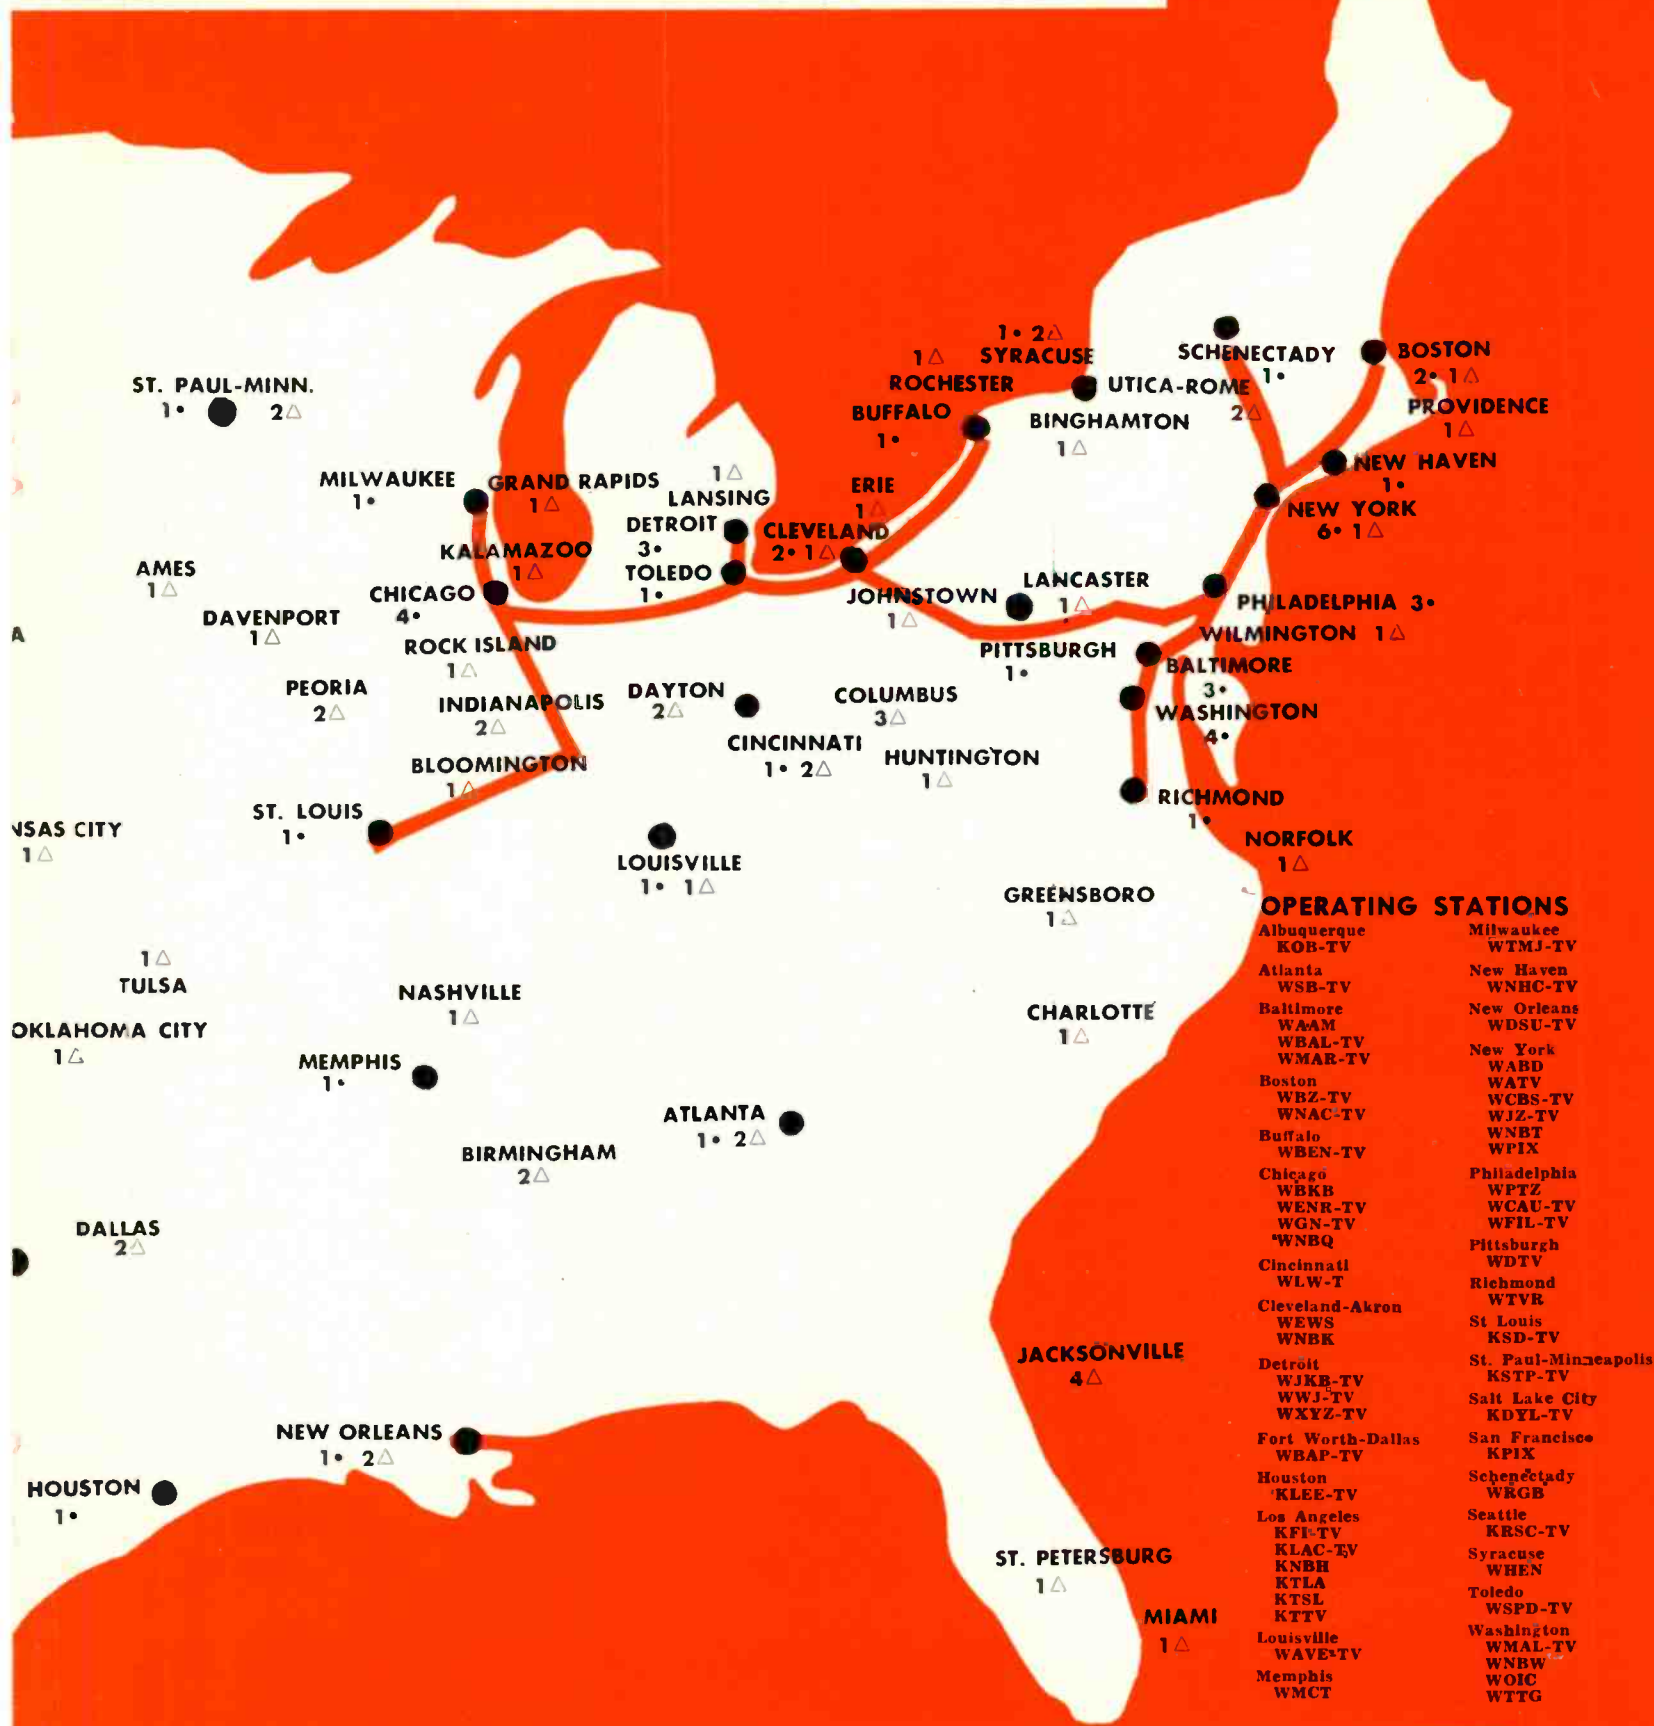 1• 2△
1△ SYRACUSE
SCHENECTADY
1•
BOSTON
2• 1△
ST. PAUL-MINN.
1• 2△
ROCHESTER
UTICA-ROME
2△
BUFFALO
1•
BINGHAMTON
1△
PROVIDENCE
1△
MILWAUKEE
1•
GRAND RAPIDS
1△
1△
LANSING
ERIE
1△
NEW HAVEN
1•
DETROIT
3•
CLEVELAND
2• 1△
NEW YORK
6• 1△
KALAMAZOO
1△
AMES
1△
TOLEDO
1•
CHICAGO
4•
JOHNSTOWN
1△
LANCASTER
1△
PHILADELPHIA 3•
DAVENPORT
1△
A
WILMINGTON 1△
ROCK ISLAND
1△
PITTSBURGH
1•
BALTIMORE
3•
PEORIA
2△
INDIANAPOLIS
2△
DAYTON
2△
COLUMBUS
3△
WASHINGTON
4•
CINCINNATI
1• 2△
HUNTINGTON
1△
BLOOMINGTON
1△
RICHMOND
1•
ST. LOUIS
1•
NSAS CITY
1△
NORFOLK
1△
LOUISVILLE
1• 1△
GREENSBORO
1△
1△
TULSA
NASHVILLE
1△
CHARLOTTE
1△
OKLAHOMA CITY
1△
MEMPHIS
1•
ATLANTA
1• 2△
BIRMINGHAM
2△
DALLAS
2△
JACKSONVILLE
4△
NEW ORLEANS
1• 2△
HOUSTON
1•
ST. PETERSBURG
1△
MIAMI
1△
OPERATING STATIONS
Albuquerque
KOB-TV
Atlanta
WSB-TV
Baltimore
WAAM
WBAL-TV
WMAR-TV
Boston
WBZ-TV
WNAC-TV
Buffalo
WBEN-TV
Chicago
WBKB
WENR-TV
WGN-TV
WNBQ
Cincinnati
WLW-T
Cleveland-Akron
WEWS
WNBK
Detroit
WJKB-TV
WWJ-TV
WXYZ-TV
Fort Worth-Dallas
WBAP-TV
Houston
KLEE-TV
Los Angeles
KFI-TV
KLAC-TV
KNBH
KTLA
KTSL
KTTV
Louisville
WAVE-TV
Memphis
WMCT
Milwaukee
WTMJ-TV
New Haven
WNHC-TV
New Orleans
WDSU-TV
New York
WABD
WATV
WCBS-TV
WJZ-TV
WNBT
WPIX
Philadelphia
WPTZ
WCAU-TV
WFIL-TV
Pittsburgh
WDTV
Richmond
WTVR
St Louis
KSD-TV
St. Paul-Minneapolis
KSTP-TV
Salt Lake City
KDYL-TV
San Francisco
KPIX
Schenectady
WRGB
Seattle
KRSC-TV
Syracuse
WHEN
Toledo
WSPD-TV
Washington
WMAL-TV
WNBW
WOIC
WTTG